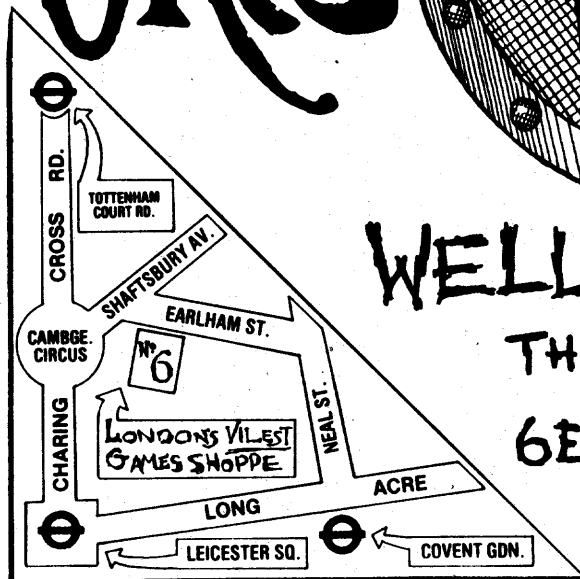 TOTTENHAM
COURT RD.
CHARING CROSS RD.
SHAFTSBURY AV.
CAMBGE.
CIRCUS
EARLHAM ST.
Nº6
LONDON'S VILEST
GAMES SHOPPE
NEAL ST.
LONG ACRE
LEICESTER SQ.
COVENT GDN.
WELL
TH
6E